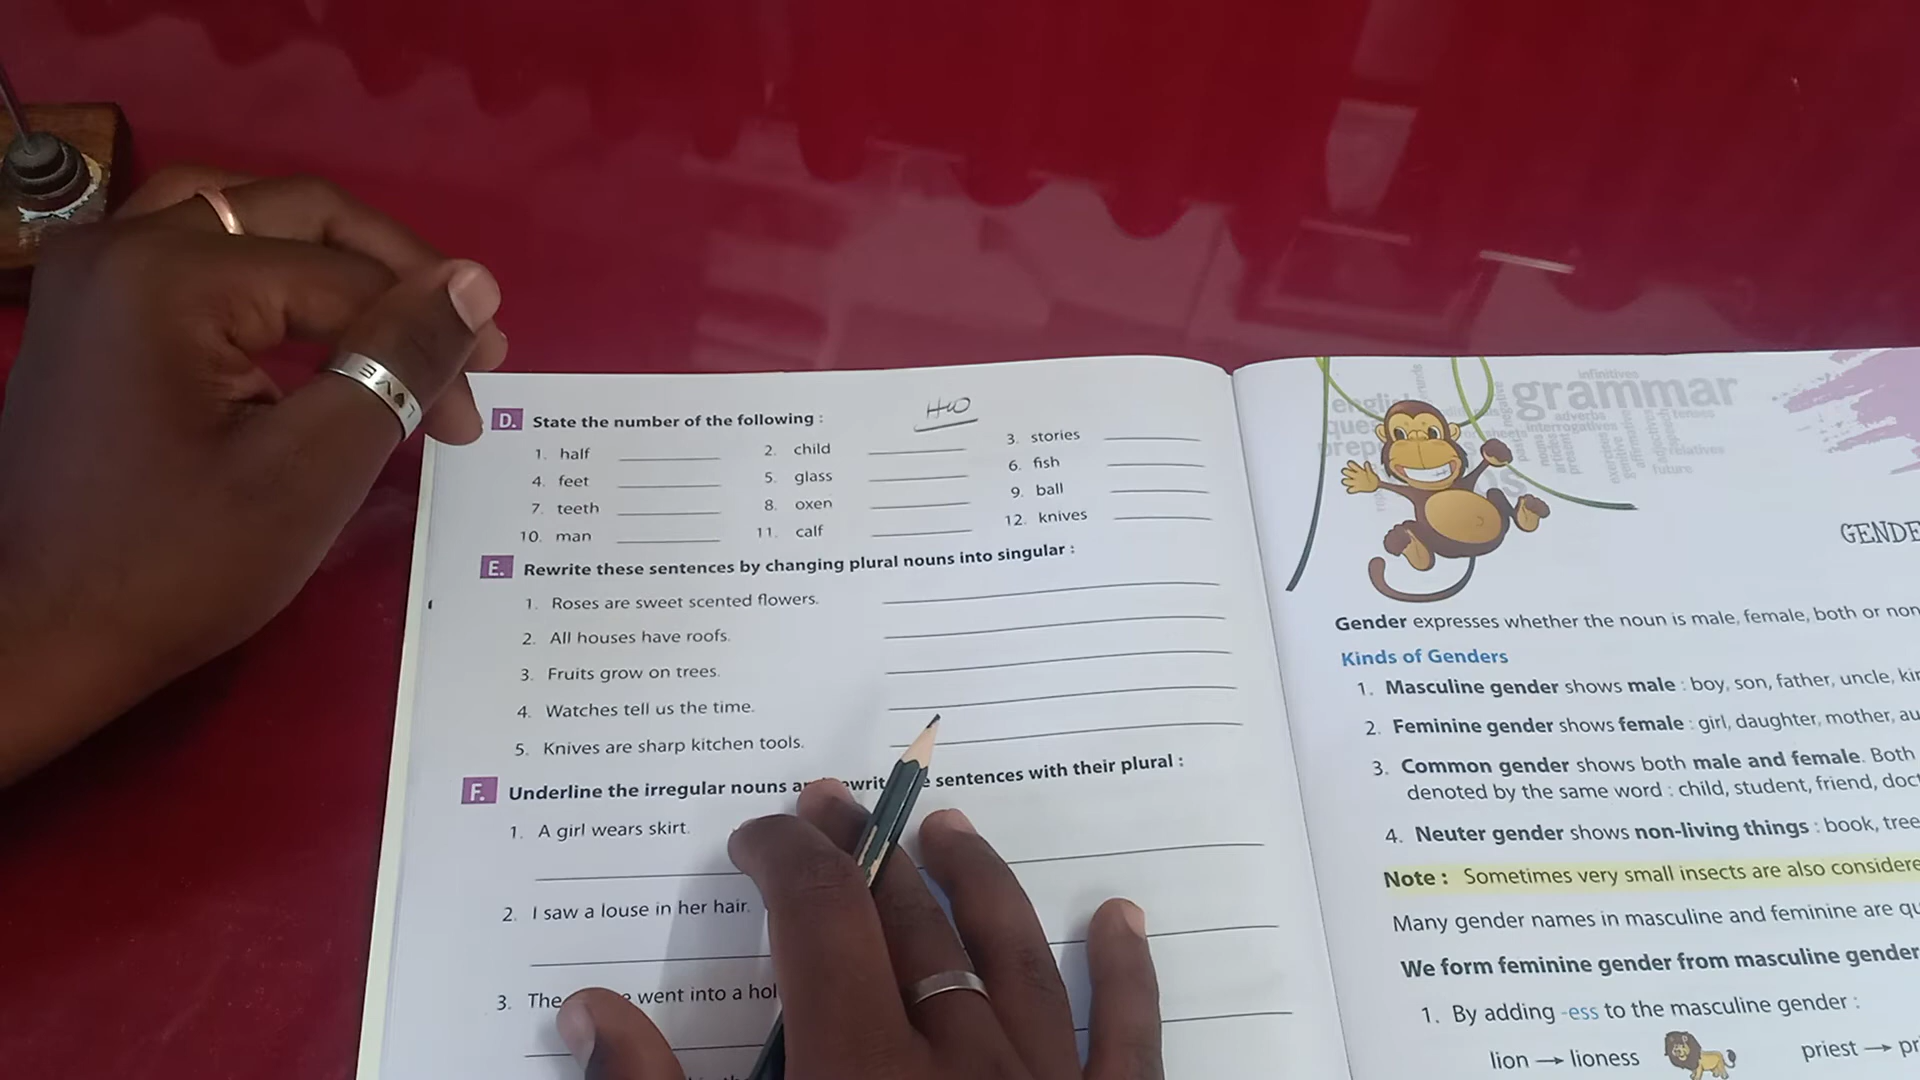 D. State the number of the following :
1. half
2. child
3. stories
4. feet
5. glass
6. fish
7. teeth
8. oxen
9. ball
10. man
11. calf
12. knives
E. Rewrite these sentences by changing plural nouns into singular :
1. Roses are sweet scented flowers.
2. All houses have roofs.
3. Fruits grow on trees.
4. Watches tell us the time.
5. Knives are sharp kitchen tools.
F. Underline the irregular nouns sentences with their plural :
1. A girl wears skirt.
2. I saw a louse in her hair.
3. The went into a
LOVE
infinitives
grammar
adverbs
interrogatives
relatives
future
GENDE
Gender expresses whether the noun is male, female, both or non
Kinds of Genders
1. Masculine gender shows male : boy, son, father, uncle,
2. Feminine gender shows female : girl, daughter, mother,
3. Common gender shows both male and female. Both
denoted by the same word : child, student, friend,
4. Neuter gender shows non-living things : book, tree
Note : Sometimes very small insects are also considere
Many gender names in masculine and feminine are
We form feminine gender from masculine gender
1. By adding -ess to the masculine gender :
lion → lioness
priest →